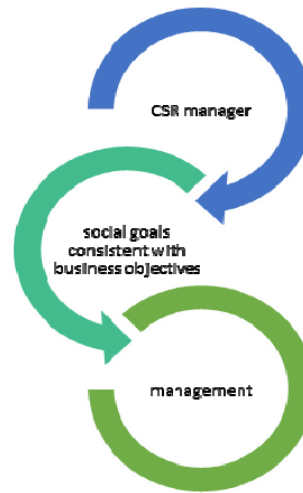 CSR manager
social goals
consistent with
business objectives
management